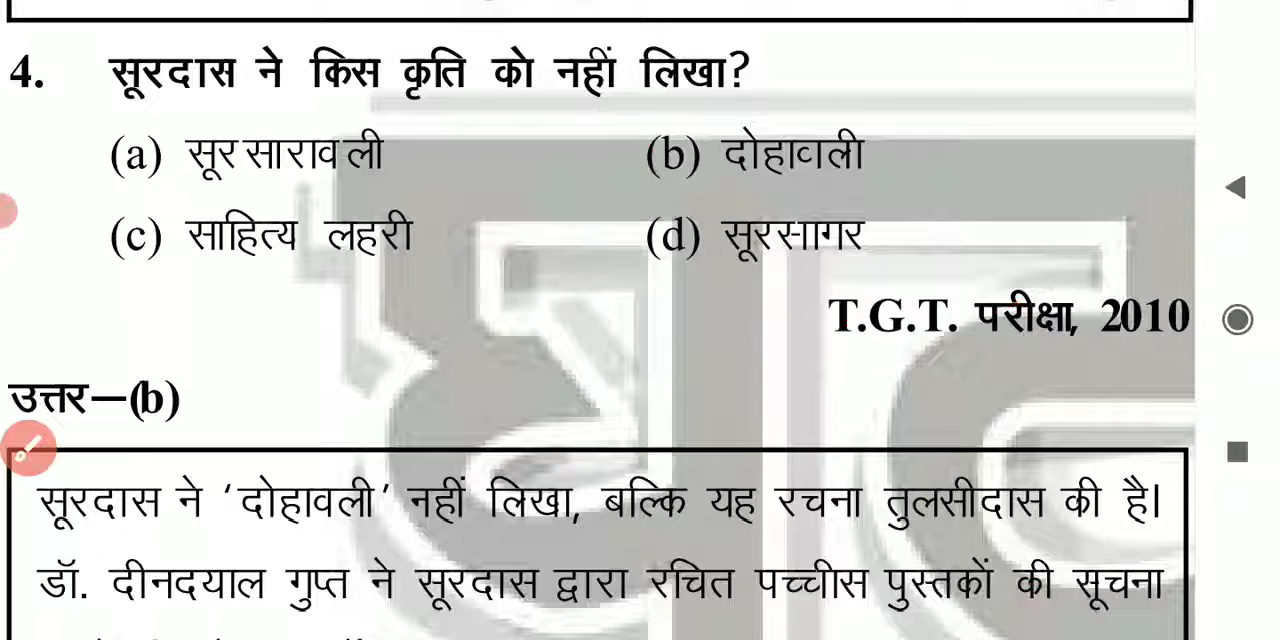 4. सूरदास ने किस कृति को नहीं लिखा?
(a) सूरसारावली (b) दोहावली
(c) साहित्य लहरी (d) सूरसागर
T.G.T. परीक्षा, 2010
उत्तर—(b)
सूरदास ने ‘दोहावली’ नहीं लिखा, बल्कि यह रचना तुलसीदास की है।
डॉ. दीनदयाल गुप्त ने सूरदास द्वारा रचित पच्चीस पुस्तकों की सूचना